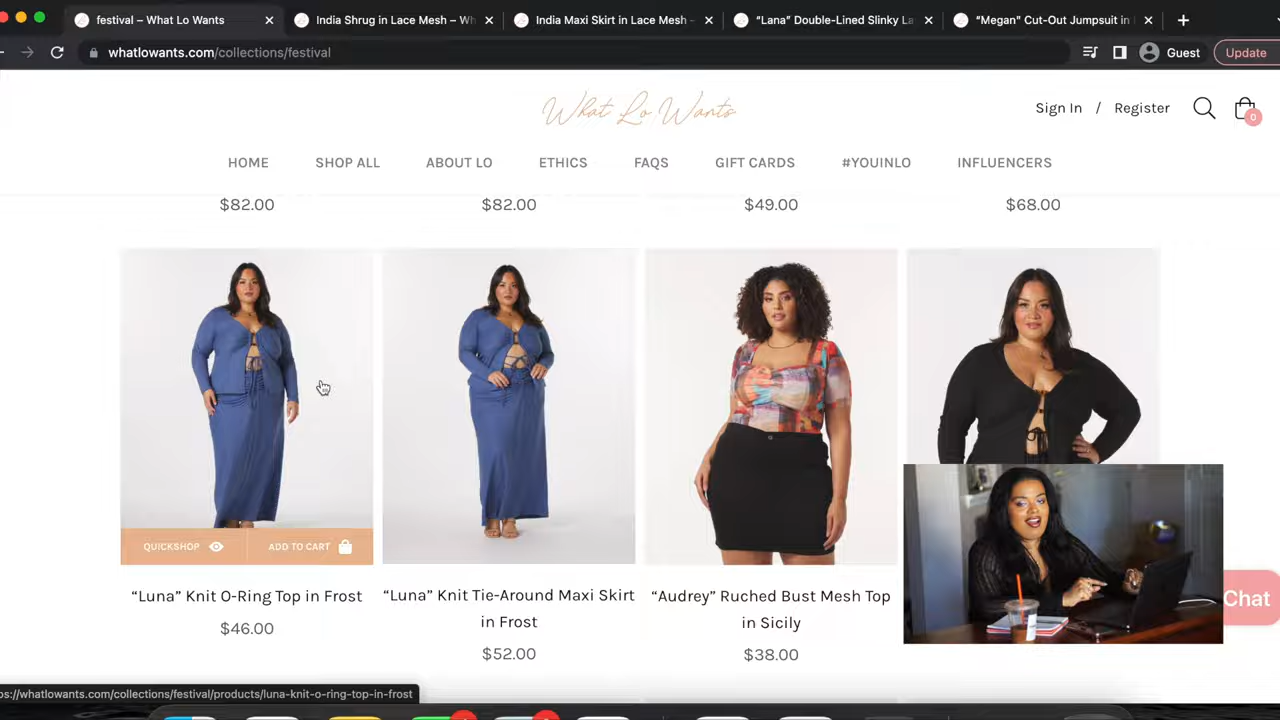 festival – What Lo Wants
India Shrug in Lace Mesh – Wh
India Maxi Skirt in Lace Mesh –
“Lana” Double-Lined Slinky La
“Megan” Cut-Out Jumpsuit in
whatlowants.com/collections/festival
Guest
Update
What Lo Wants
Sign In / Register
0
HOME
SHOP ALL
ABOUT LO
ETHICS
FAQS
GIFT CARDS
#YOUINLO
INFLUENCERS
$82.00
$82.00
$49.00
$68.00
QUICKSHOP
ADD TO CART
“Luna” Knit O-Ring Top in Frost
$46.00
“Luna” Knit Tie-Around Maxi Skirt
in Frost
$52.00
“Audrey” Ruched Bust Mesh Top
in Sicily
$38.00
Chat
ps://whatlowants.com/collections/festival/products/luna-knit-o-ring-top-in-frost